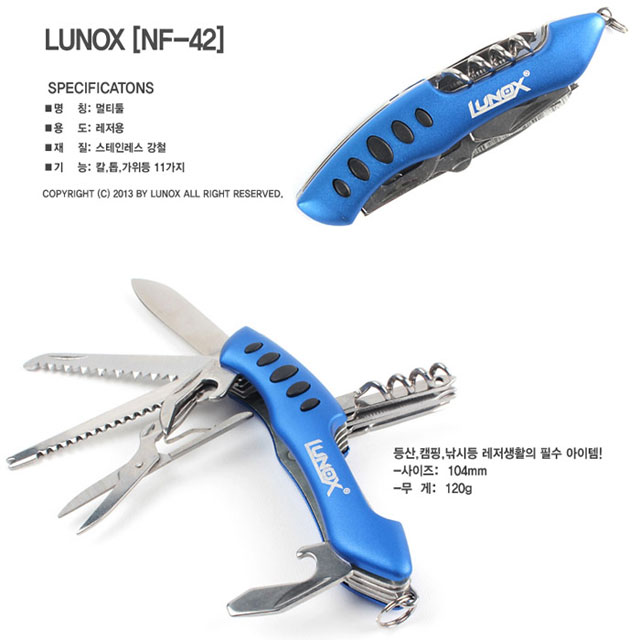 LUNOX [NF-42]
SPECIFICATONS
■명 칭: 멀티툴
■용 도: 레저용
■재 질: 스테인레스 강철
■기 능: 칼,톱,가위등 11가지
COPYRIGHT (C) 2013 BY LUNOX ALL RIGHT RESERVED.
LUNOX®
등산,캠핑,낚시등 레저생활의 필수 아이템!
-사이즈: 104mm
-무 게: 120g
LUNOX®